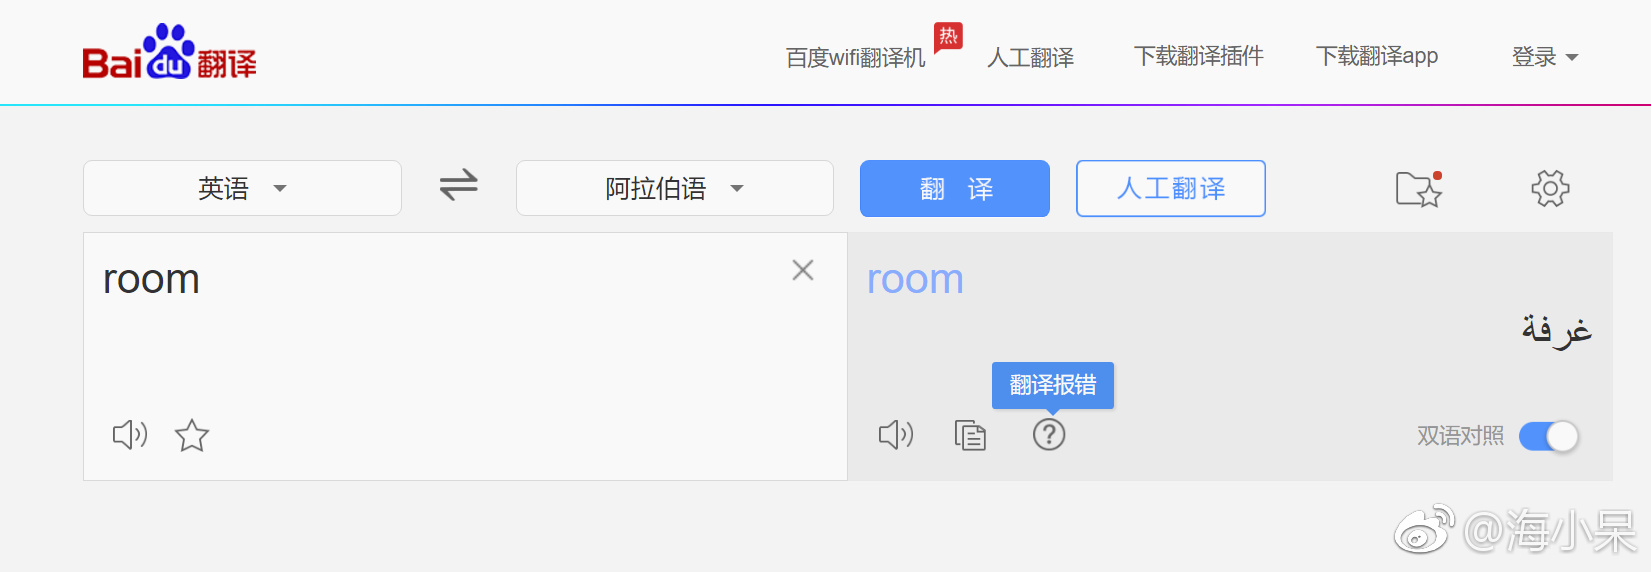 Bai du 翻译
百度wifi翻译机
热
人工翻译
下载翻译插件
下载翻译app
登录
英语
阿拉伯语
翻 译
人工翻译
room
room
غرفة
翻译报错
双语对照
@海小呆